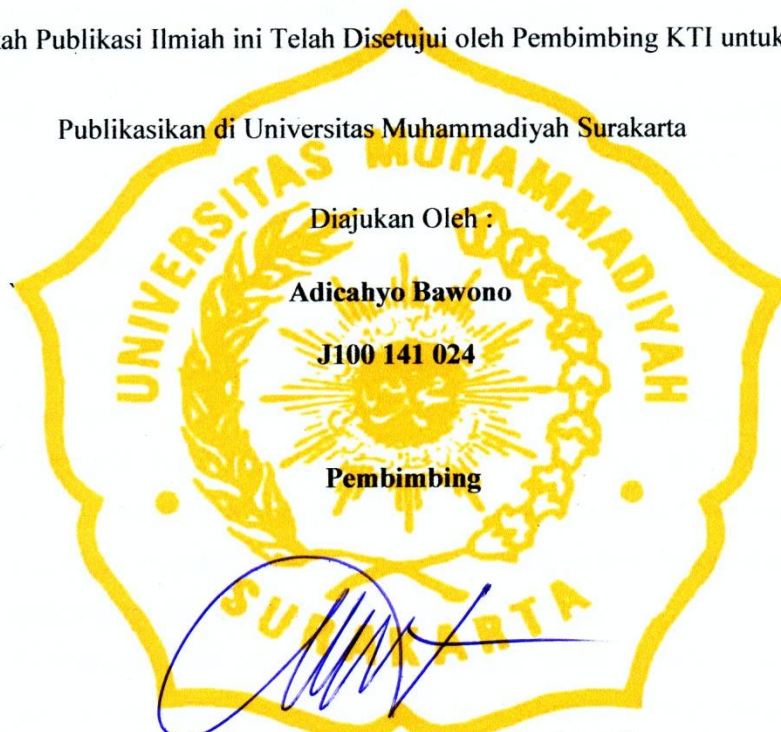 ah Publikasi Ilmiah ini Telah Disetujui oleh Pembimbing KTI untuk
Publikasikan di Universitas Muhammadiyah Surakarta
Diajukan Oleh :
Adicahyo Bawono
J100 141 024
Pembimbing
UNIVERSITAS MUHAMMADIYAH
SURAKARTA